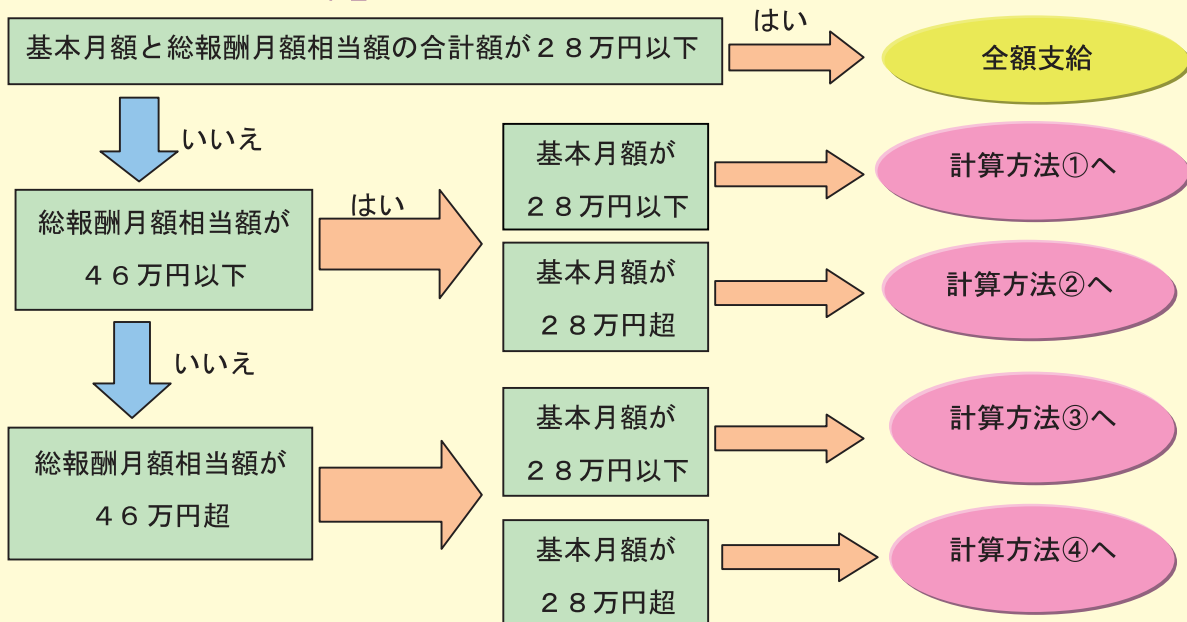 基本月額と総報酬月額相当額の合計額が２８万円以下
はい
全額支給
いいえ
総報酬月額相当額が
４６万円以下
はい
基本月額が
２８万円以下
計算方法①へ
基本月額が
２８万円超
計算方法②へ
いいえ
総報酬月額相当額が
４６万円超
基本月額が
２８万円以下
計算方法③へ
基本月額が
２８万円超
計算方法④へ